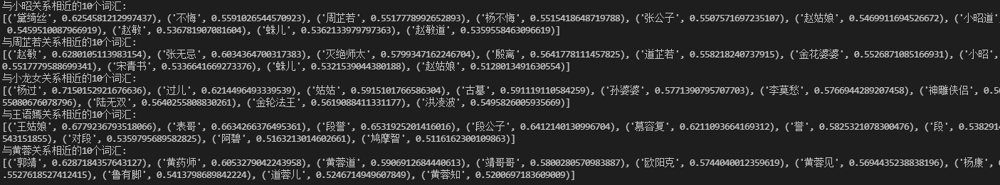 与小昭关系相近的10个词汇:
[('黛绮丝', 0.6254581212997437), ('不悔', 0.5591026544570923), ('周芷若', 0.5517778992652893), ('杨不悔', 0.5515418648719788), ('张公子', 0.5507571697235107), ('赵姑娘', 0.5469911694526672), ('小昭道',
 0.5459510087966919), ('赵敏', 0.536781907081604), ('蛛儿', 0.5362133979797363), ('赵敏道', 0.5359558463096619)]
与周芷若关系相近的10个词汇:
[('赵敏', 0.6280105113983154), ('张无忌', 0.6034364700317383), ('灭绝师太', 0.5799347162246704), ('殷离', 0.5641778111457825), ('道芷若', 0.558218240737915), ('金花婆婆', 0.5526871085166931), ('小昭',
0.5517779588699341), ('宋青书', 0.5336641669273376), ('蛛儿', 0.5321539044380188), ('赵姑娘', 0.5128013491630554)]
与小龙女关系相近的10个词汇:
[('杨过', 0.7150152921676636), ('过儿', 0.6214496493339539), ('姑姑', 0.5915101766586304), ('古墓', 0.591119110584259), ('孙婆婆', 0.5771390795707703), ('李莫愁', 0.5766944289207458), ('神雕侠侣', 0.56
55080676078796), ('陆无双', 0.5640255808830261), ('金轮法王', 0.5619088411331177), ('洪凌波', 0.5495826005935669)]
与王语嫣关系相近的10个词汇:
[('王姑娘', 0.6779236793518066), ('表哥', 0.6634266376495361), ('段誉', 0.6531925201416016), ('段公子', 0.6412140130996704), ('慕容复', 0.6211093664169312), ('誉', 0.5825321078300476), ('段', 0.5382914
543151855), ('对段', 0.5359795689582825), ('阿碧', 0.5163213014602661), ('鸠摩智', 0.5116162300109863)]
与黄蓉关系相近的10个词汇:
[('郭靖', 0.6287184357643127), ('黄药师', 0.6053279042243958), ('黄蓉道', 0.5906912684440613), ('靖哥哥', 0.5800280570983887), ('欧阳克', 0.5744040012359619), ('黄蓉见', 0.5694435238838196), ('杨康', 0
.5527618527412415), ('鲁有脚', 0.5413798689842224), ('道蓉儿', 0.5246714949607849), ('黄蓉知', 0.5200697183609009)]